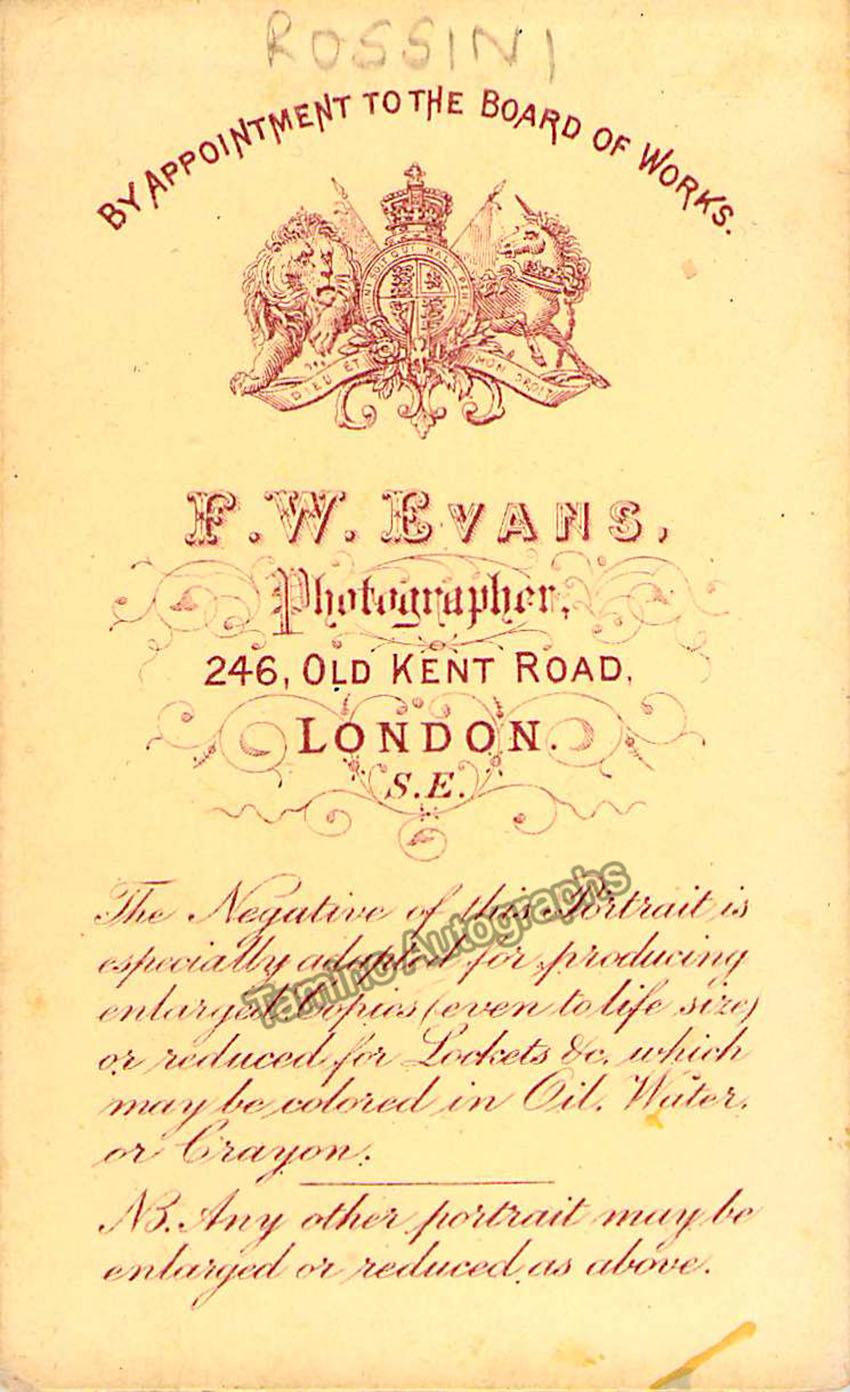 ROSSINI
BY APPOINTMENT TO THE BOARD OF WORKS.
DIEU ET MON DROIT
F. W. EVANS,
Photographer,
246, OLD KENT ROAD,
LONDON.
S.E.
The Negative of this Portrait is
especially adapted for producing
enlarged Copies (even to life size)
or reduced for Lockets &c. which
may be colored in Oil, Water,
or Crayon.
NB. Any other portrait may be
enlarged or reduced as above.
Tamino Autographs